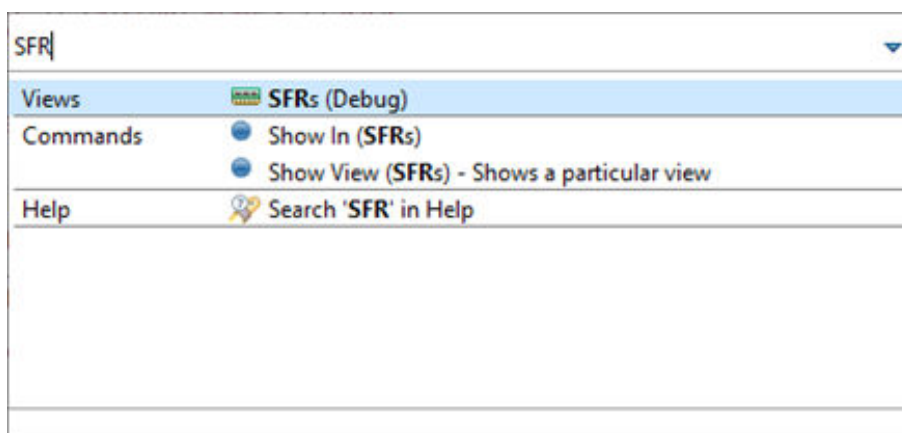 SFR
Views SFRs (Debug)
Commands Show In (SFRs)
Show View (SFRs) - Shows a particular view
Help Search 'SFR' in Help